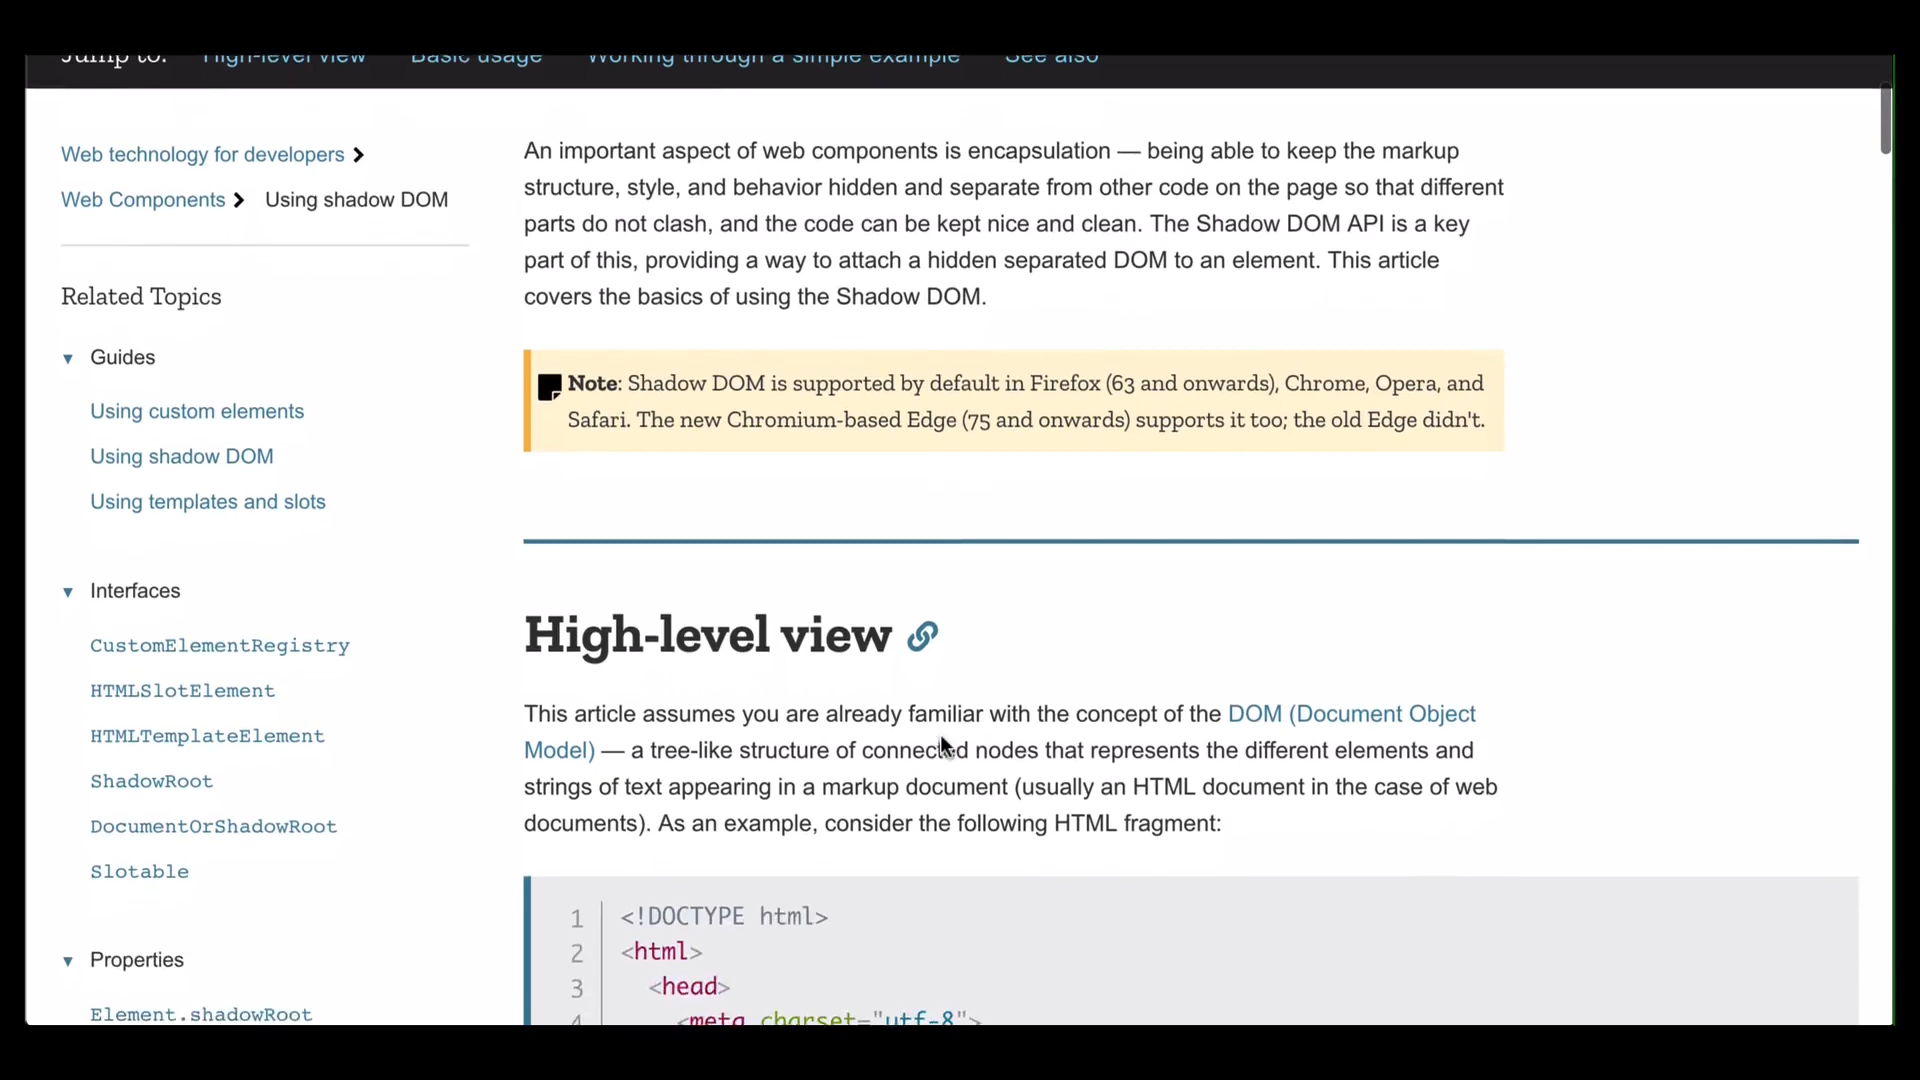 Jump to: High-level view Basic usage Working through a simple example See also
Web technology for developers
Web Components Using shadow DOM
Related Topics
Guides
Using custom elements
Using shadow DOM
Using templates and slots
Interfaces
CustomElementRegistry
HTMLSlotElement
HTMLTemplateElement
ShadowRoot
DocumentOrShadowRoot
Slotable
Properties
Element.shadowRoot
An important aspect of web components is encapsulation — being able to keep the markup
structure, style, and behavior hidden and separate from other code on the page so that different
parts do not clash, and the code can be kept nice and clean. The Shadow DOM API is a key
part of this, providing a way to attach a hidden separated DOM to an element. This article
covers the basics of using the Shadow DOM.
Note: Shadow DOM is supported by default in Firefox (63 and onwards), Chrome, Opera, and
Safari. The new Chromium-based Edge (75 and onwards) supports it too; the old Edge didn't.
High-level view
This article assumes you are already familiar with the concept of the DOM (Document Object
Model) — a tree-like structure of connected nodes that represents the different elements and
strings of text appearing in a markup document (usually an HTML document in the case of web
documents). As an example, consider the following HTML fragment:
1 <!DOCTYPE html>
2 <html>
3 <head>
4 <meta charset="utf-8">